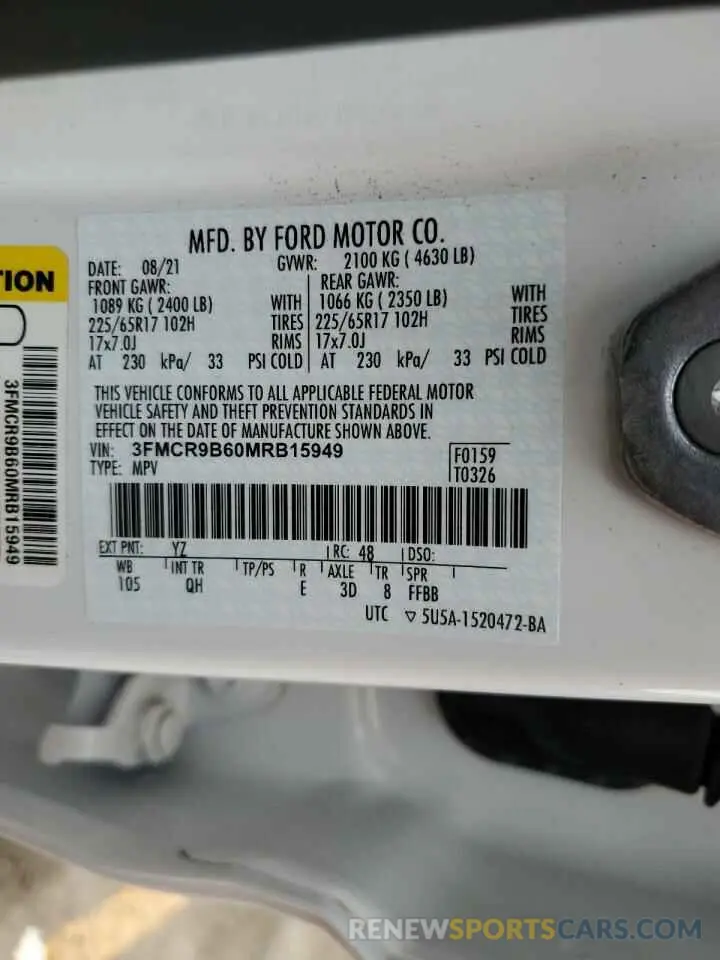 MFD. BY FORD MOTOR CO.
DATE: 08/21 GVWR: 2100 KG ( 4630 LB)
FRONT GAWR: REAR GAWR:
1089 KG ( 2400 LB) WITH 1066 KG ( 2350 LB) WITH
225/65R17 102H TIRES 225/65R17 102H TIRES
17x7.0J RIMS 17x7.0J RIMS
AT 230 kPa/ 33 PSI COLD AT 230 kPa/ 33 PSI COLD
THIS VEHICLE CONFORMS TO ALL APPLICABLE FEDERAL MOTOR
VEHICLE SAFETY AND THEFT PREVENTION STANDARDS IN
EFFECT ON THE DATE OF MANUFACTURE SHOWN ABOVE.
VIN: 3FMCR9B60MRB15949 F0159
TYPE: MPV T0326
EXT PNT: YZ RC: 48 DSO:
WB INT TR TP/PS R AXLE TR SPR
105 QH E 3D 8 FFBB
UTC ▽ 5U5A-1520472-BA
TION
3FMCR9B60MRB15949
RENEWSPORTSCARS.COM